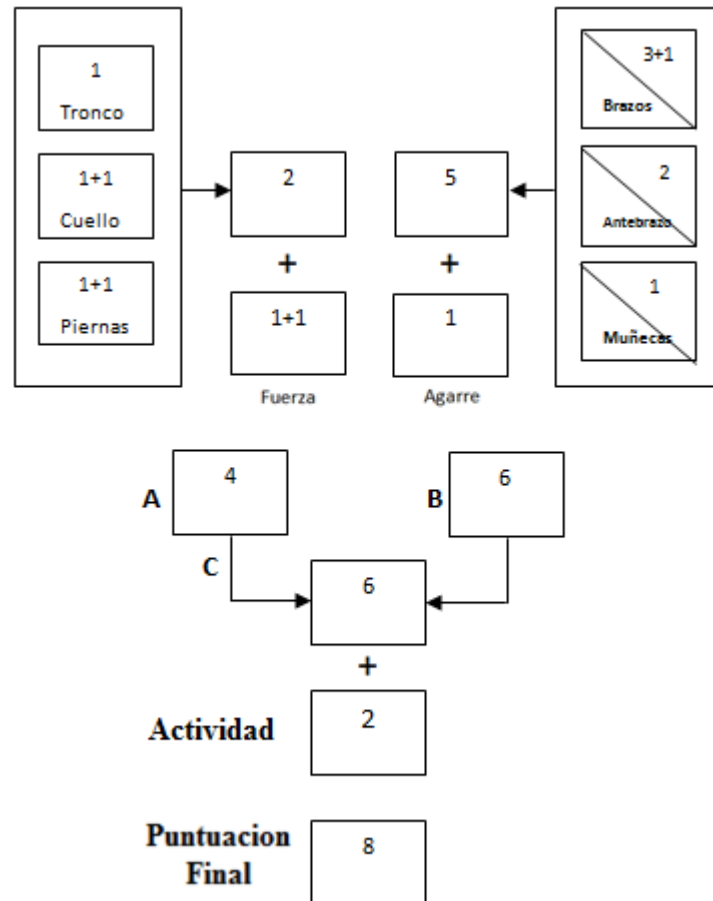 1
Tronco
1+1
Cuello
1+1
Piernas
2
+
1+1
Fuerza
5
+
1
Agarre
3+1
Brazos
2
Antebrazo
1
Muñecas
A
4
B
6
C
6
+
Actividad
2
Puntuacion
Final
8